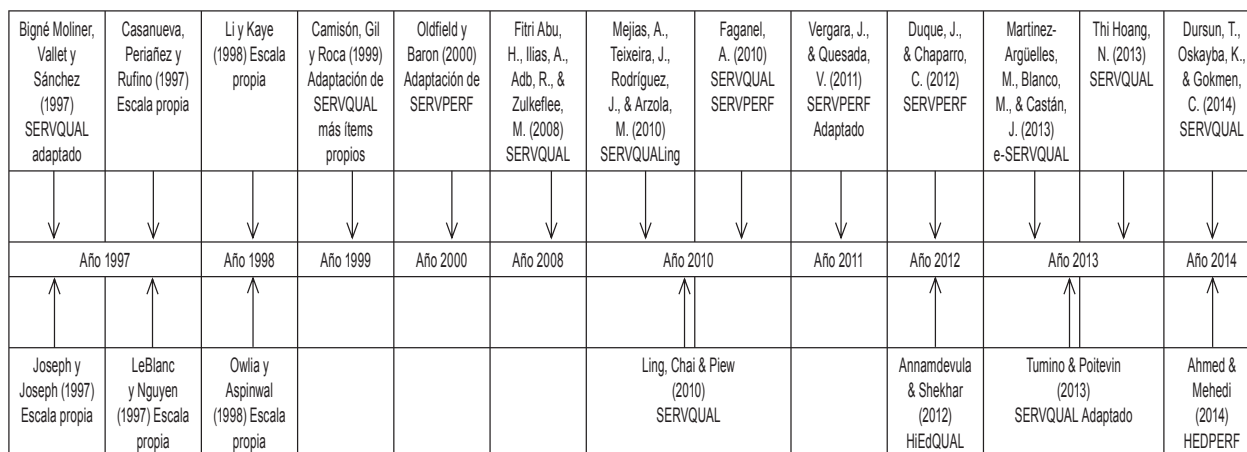 Bigné Moliner,
Vallet y
Sánchez
(1997)
SERVQUAL
adaptado
Casanueva,
Periañez y
Rufino (1997)
Escala propia
Li y Kaye
(1998) Escala
propia
Camisón, Gil
y Roca (1999)
Adaptación de
SERVQUAL
más ítems
propios
Oldfield y
Baron (2000)
Adaptación de
SERVPERF
Fitri Abu,
H., Ilias, A.,
Adb, R., &
Zulkeflee,
M. (2008)
SERVQUAL
Mejias, A.,
Teixeira, J.,
Rodríguez,
J., & Arzola,
M. (2010)
SERVQUALing
Faganel,
A. (2010)
SERVQUAL
SERVPERF
Vergara, J.,
& Quesada,
V. (2011)
SERVPERF
Adaptado
Duque, J.,
& Chaparro,
C. (2012)
SERVPERF
Martinez-
Argüelles,
M., Blanco,
M., & Castán,
J. (2013)
e-SERVQUAL
Thi Hoang,
N. (2013)
SERVQUAL
Dursun, T.,
Oskayba, K.,
& Gokmen,
C. (2014)
SERVQUAL
Año 1997
Año 1998
Año 1999
Año 2000
Año 2008
Año 2010
Año 2011
Año 2012
Año 2013
Año 2014
Joseph y
Joseph (1997)
Escala propia
LeBlanc
y Nguyen
(1997) Escala
propia
Owlia y
Aspinwal
(1998) Escala
propia
Ling, Chai & Piew
(2010)
SERVQUAL
Annamdevula
& Shekhar
(2012)
HiEdQUAL
Tumino & Poitevin
(2013)
SERVQUAL Adaptado
Ahmed &
Mehedi
(2014)
HEDPERF